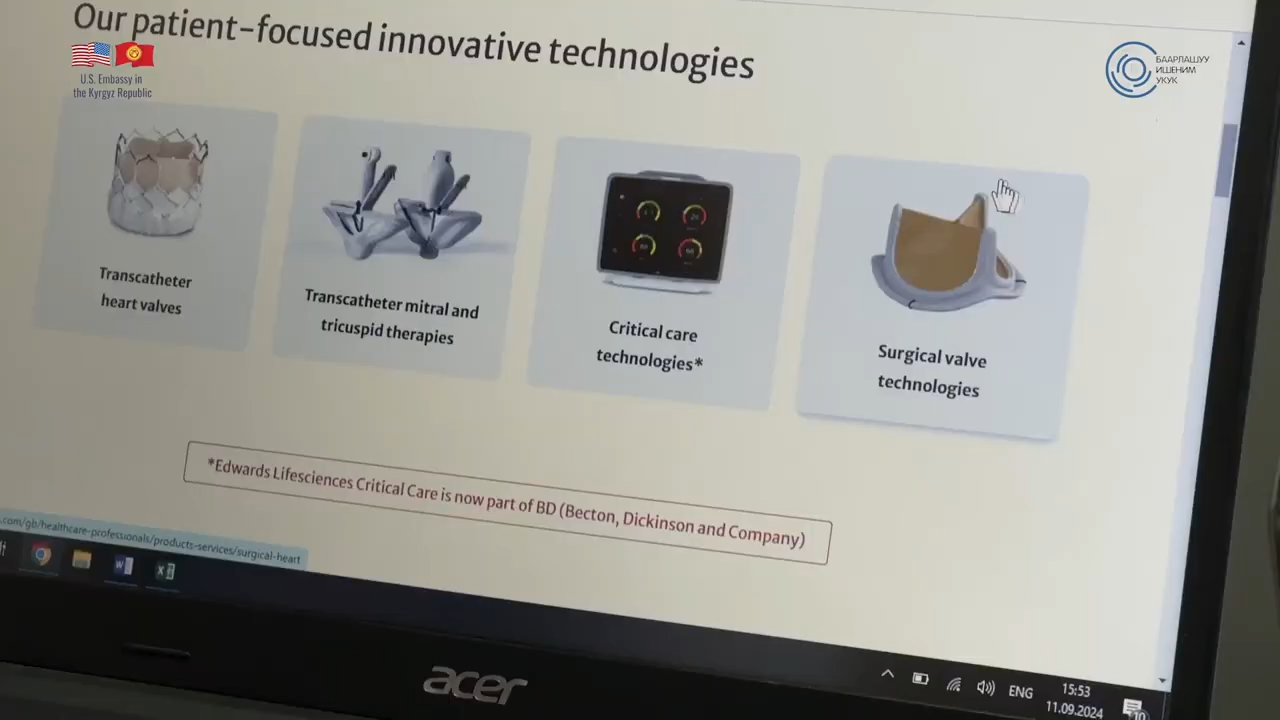 Our patient-focused innovative technologies
U.S. Embassy in
the Kyrgyz Republic
БААРЛАШУУ
ИШЕНИМ
УКУК
Transcatheter
heart valves
Transcatheter mitral and
tricuspid therapies
Critical care
technologies*
Surgical valve
technologies
*Edwards Lifesciences Critical Care is now part of BD (Becton, Dickinson and Company)
.com/gb/healthcare-professionals/products-services/surgical-heart
acer
ENG
15:53
11.09.2024
10